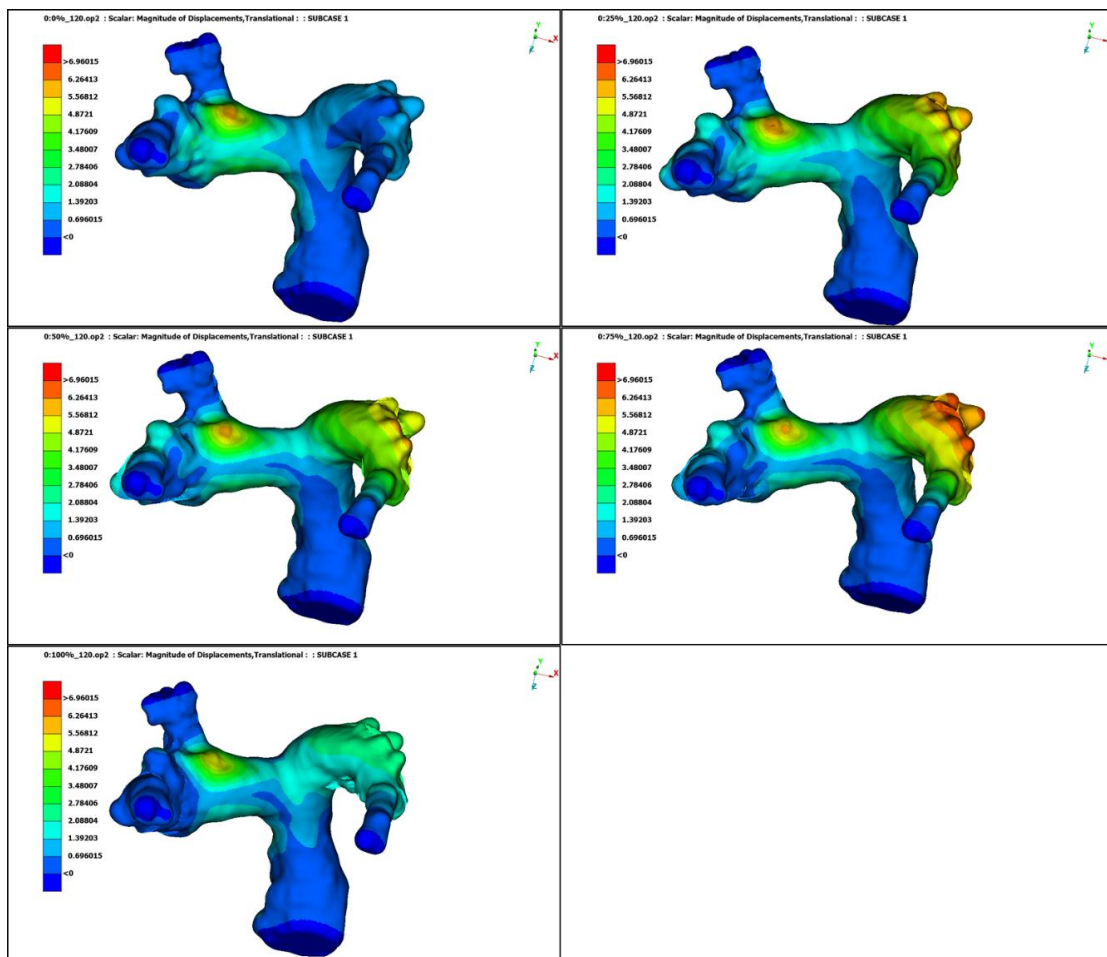 0:0%_120.op2 : Scalar: Magnitude of Displacements,Translational : : SUBCASE 1
>6.96015
6.26413
5.56812
4.8721
4.17609
3.48007
2.78406
2.08804
1.39203
0.696015
<0
Y
X
Z
0:25%_120.op2 : Scalar: Magnitude of Displacements,Translational : : SUBCASE 1
>6.96015
6.26413
5.56812
4.8721
4.17609
3.48007
2.78406
2.08804
1.39203
0.696015
<0
Y
X
Z
0:50%_120.op2 : Scalar: Magnitude of Displacements,Translational : : SUBCASE 1
>6.96015
6.26413
5.56812
4.8721
4.17609
3.48007
2.78406
2.08804
1.39203
0.696015
<0
Y
X
Z
0:75%_120.op2 : Scalar: Magnitude of Displacements,Translational : : SUBCASE 1
>6.96015
6.26413
5.56812
4.8721
4.17609
3.48007
2.78406
2.08804
1.39203
0.696015
<0
Y
X
Z
0:100%_120.op2 : Scalar: Magnitude of Displacements,Translational : : SUBCASE 1
>6.96015
6.26413
5.56812
4.8721
4.17609
3.48007
2.78406
2.08804
1.39203
0.696015
<0
Y
X
Z